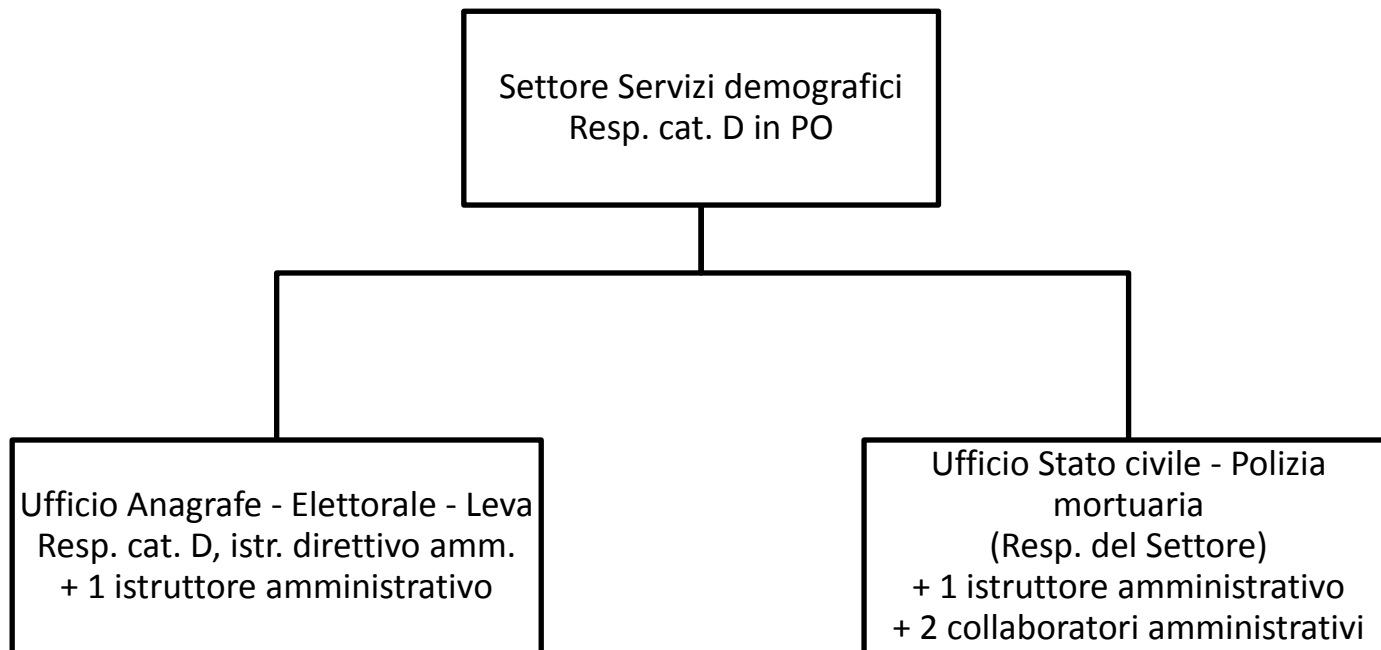 Settore Servizi demografici
Resp. cat. D in PO
Ufficio Anagrafe - Elettorale - Leva
Resp. cat. D, istr. direttivo amm.
+ 1 istruttore amministrativo
Ufficio Stato civile - Polizia
mortuaria
(Resp. del Settore)
+ 1 istruttore amministrativo
+ 2 collaboratori amministrativi